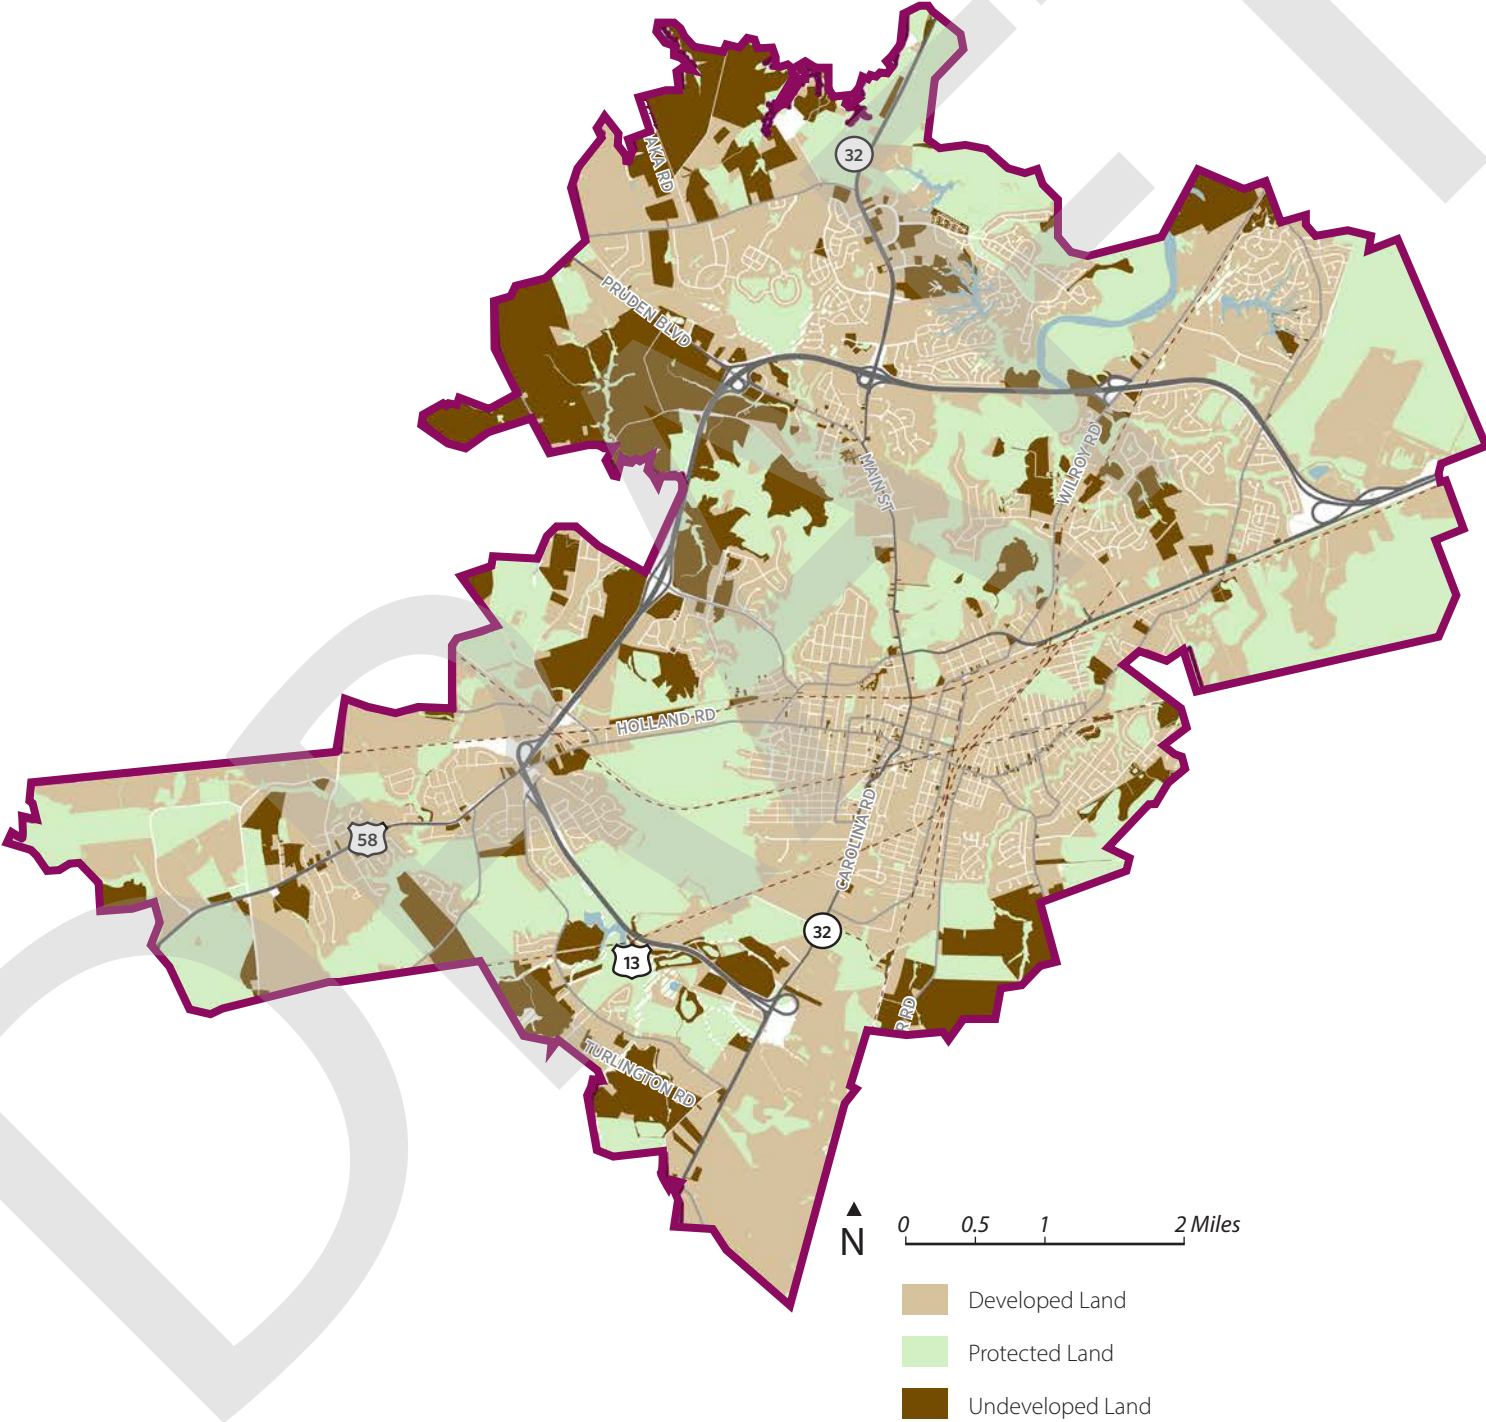 32
AKA RD
PRUDEN BLVD
MAIN ST
WILROY RD
HOLLAND RD
58
CAROLINA RD
32
13
R RD
TURLINGTON RD
N
0 0.5 1 2 Miles
Developed Land
Protected Land
Undeveloped Land